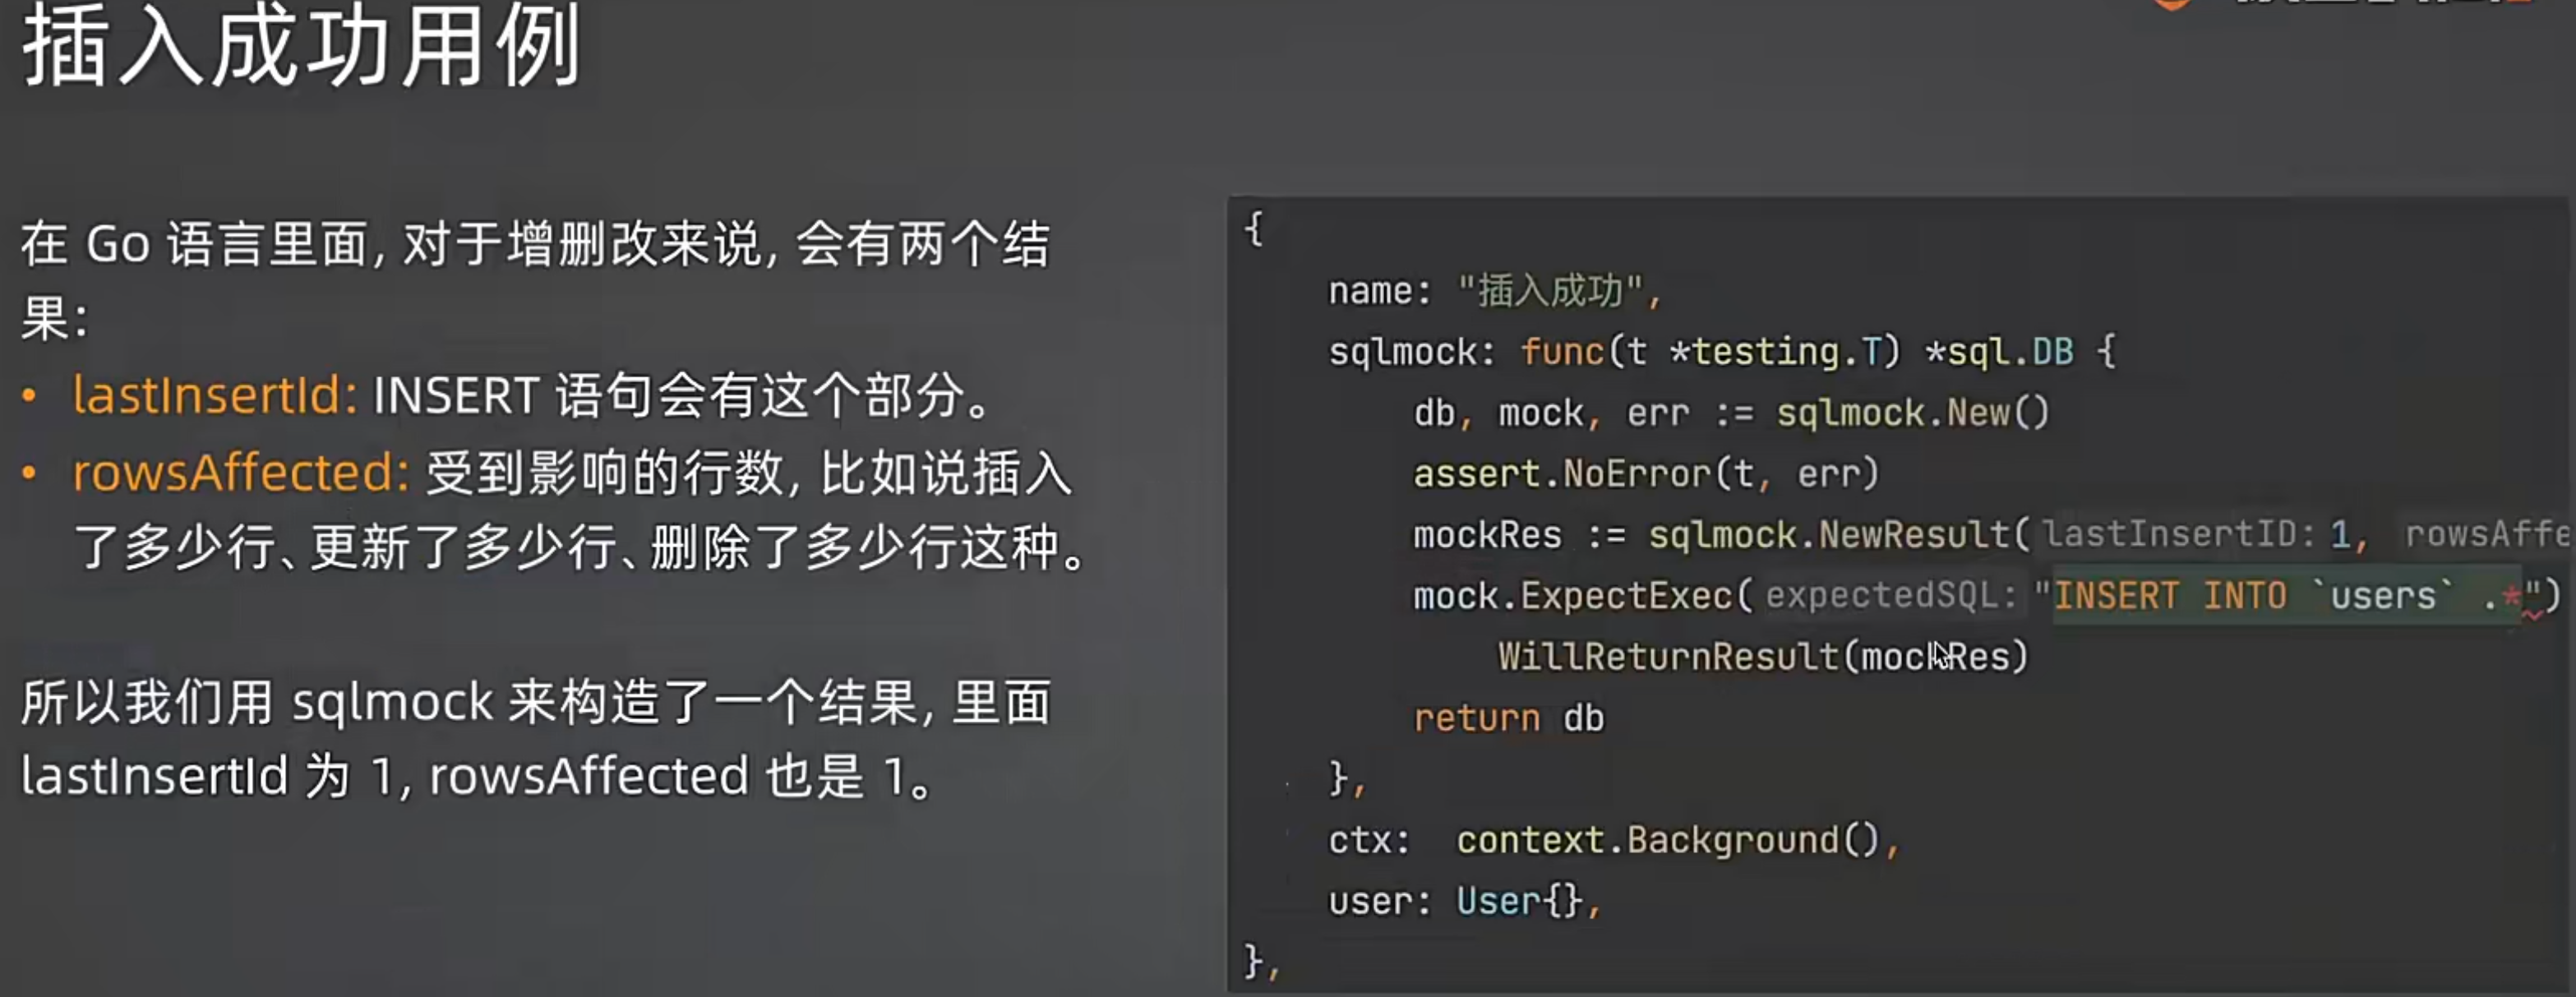 插入成功用例
在 Go 语言里面, 对于增删改来说, 会有两个结
果:
• lastInsertId: INSERT 语句会有这个部分。
• rowsAffected: 受到影响的行数, 比如说插入
了多少行、更新了多少行、删除了多少行这种。
所以我们用 sqlmock 来构造了一个结果, 里面
lastInsertId 为 1, rowsAffected 也是 1。
{
name: "插入成功",
sqlmock: func(t *testing.T) *sql.DB {
db, mock, err := sqlmock.New()
assert.NoError(t, err)
mockRes := sqlmock.NewResult( lastInsertID: 1, rowsAffe
mock.ExpectExec( expectedSQL: "INSERT INTO `users` .*")
WillReturnResult(mockRes)
return db
},
ctx: context.Background(),
user: User{},
},